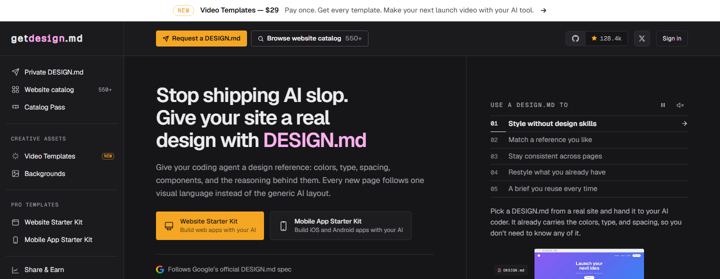 NEW Video Templates — $29 Pay once. Get every template. Make your next launch video with your AI tool. →
getdesign.md
Request a DESIGN.md
Browse website catalog 550+
128.4k
Sign in
Private DESIGN.md
Website catalog 550+
Catalog Pass
CREATIVE ASSETS
Video Templates NEW
Backgrounds
PRO TEMPLATES
Website Starter Kit
Mobile App Starter Kit
Share & Earn
Stop shipping AI slop.
Give your site a real
design with DESIGN.md
Give your coding agent a design reference: colors, type, spacing,
components, and the reasoning behind them. Every new page follows one
visual language instead of the generic AI layout.
Website Starter Kit
Build web apps with your AI
Mobile App Starter Kit
Build iOS and Android apps with your AI
Follows Google's official DESIGN.md spec
USE A DESIGN.MD TO
01 Style without design skills →
02 Match a reference you like
03 Stay consistent across pages
04 Restyle what you already have
05 A brief you reuse every time
Pick a DESIGN.md from a real site and hand it to your AI
coder. It already carries the colors, type, and spacing, so you
don't need to know any of it.
DESIGN.md
Launch your
next idea